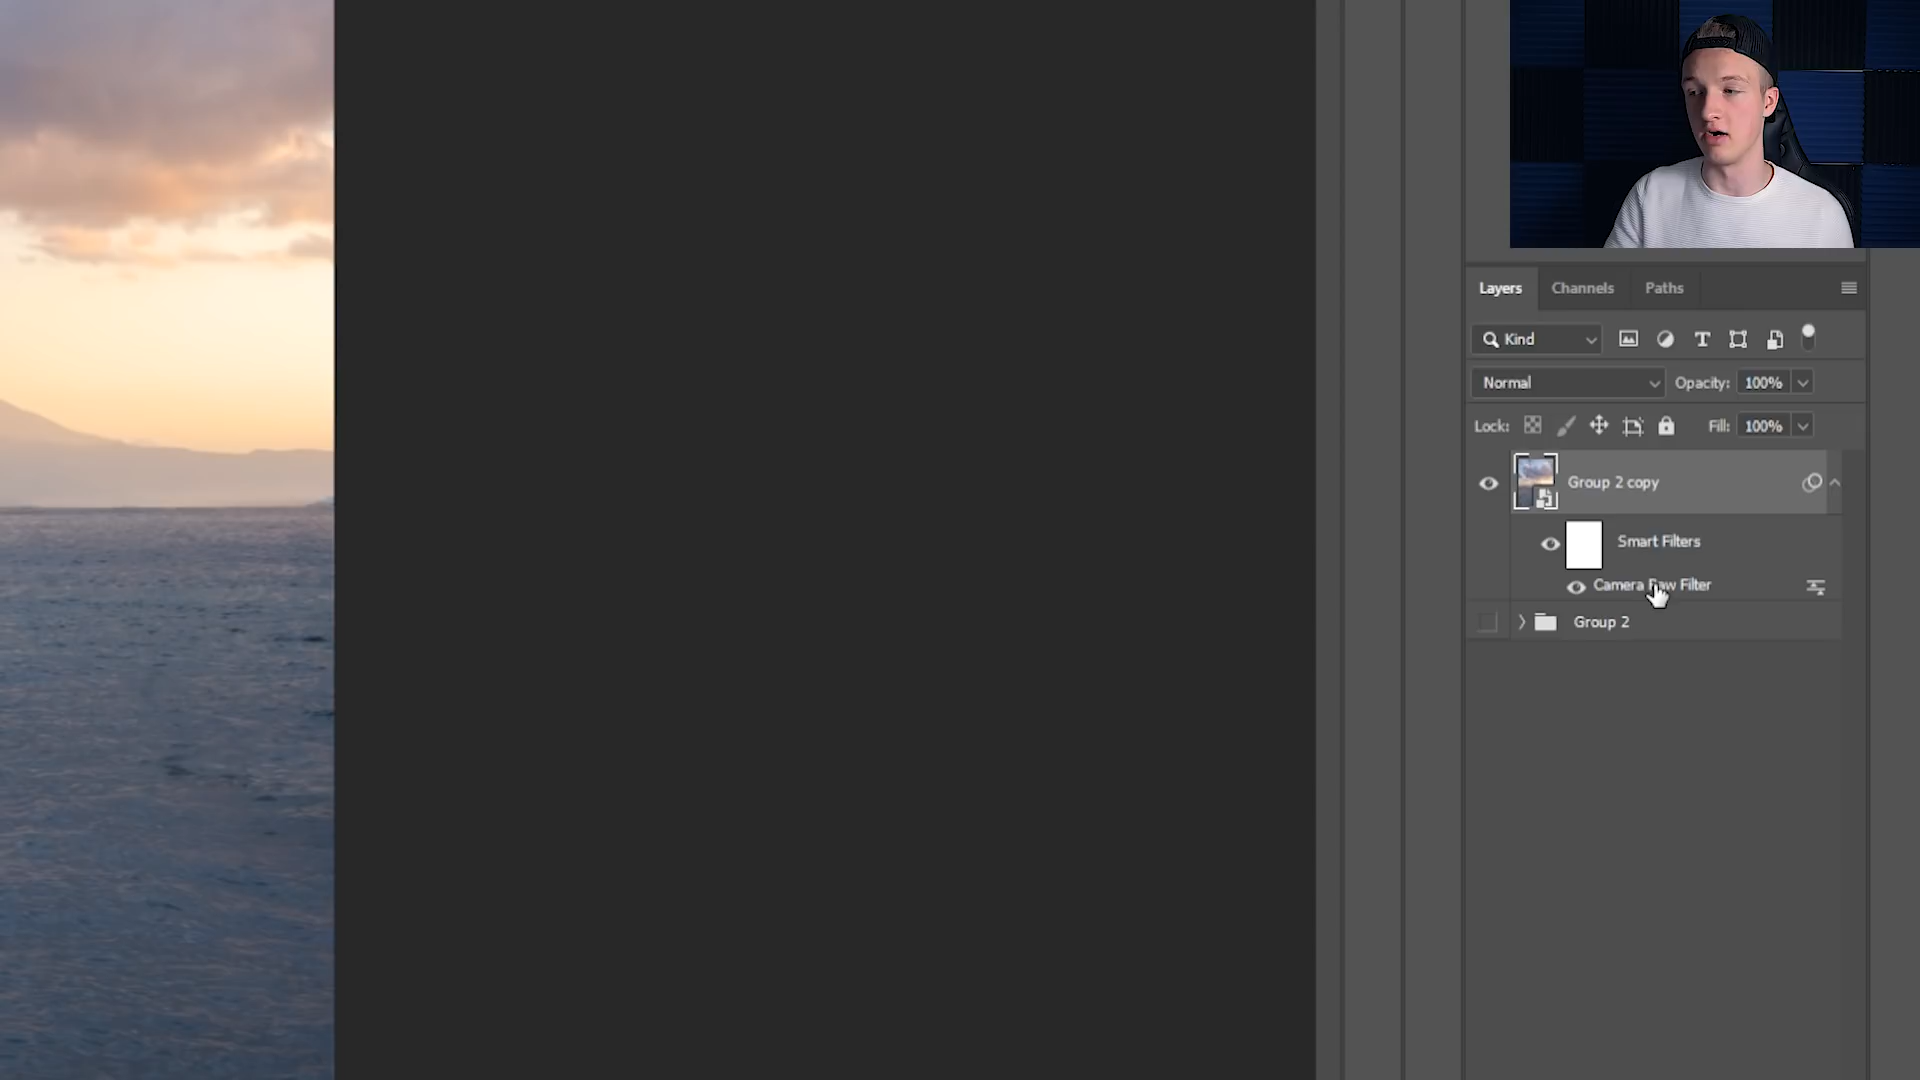 Layers Channels Paths
Kind
Normal Opacity: 100%
Lock: Fill: 100%
Group 2 copy
Smart Filters
Camera Raw Filter
Group 2